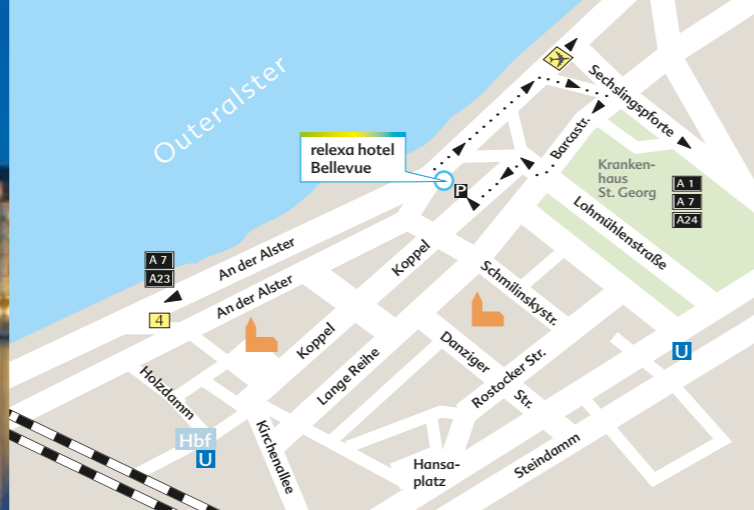 Outeralster
Sechslingspforte
relexa hotel
Bellevue
Barcastr.
P
Kranken-
haus
St. Georg
A 1
A 7
A24
Lohmühlenstraße
An der Alster
Koppel
A 7
A23
Schmilinskystr.
An der Alster
4
Koppel
Danziger
Str.
Lange Reihe
Rostocker Str.
U
Holzdamm
Hbf
U
Kirchenallee
Hansa-
platz
Steindamm